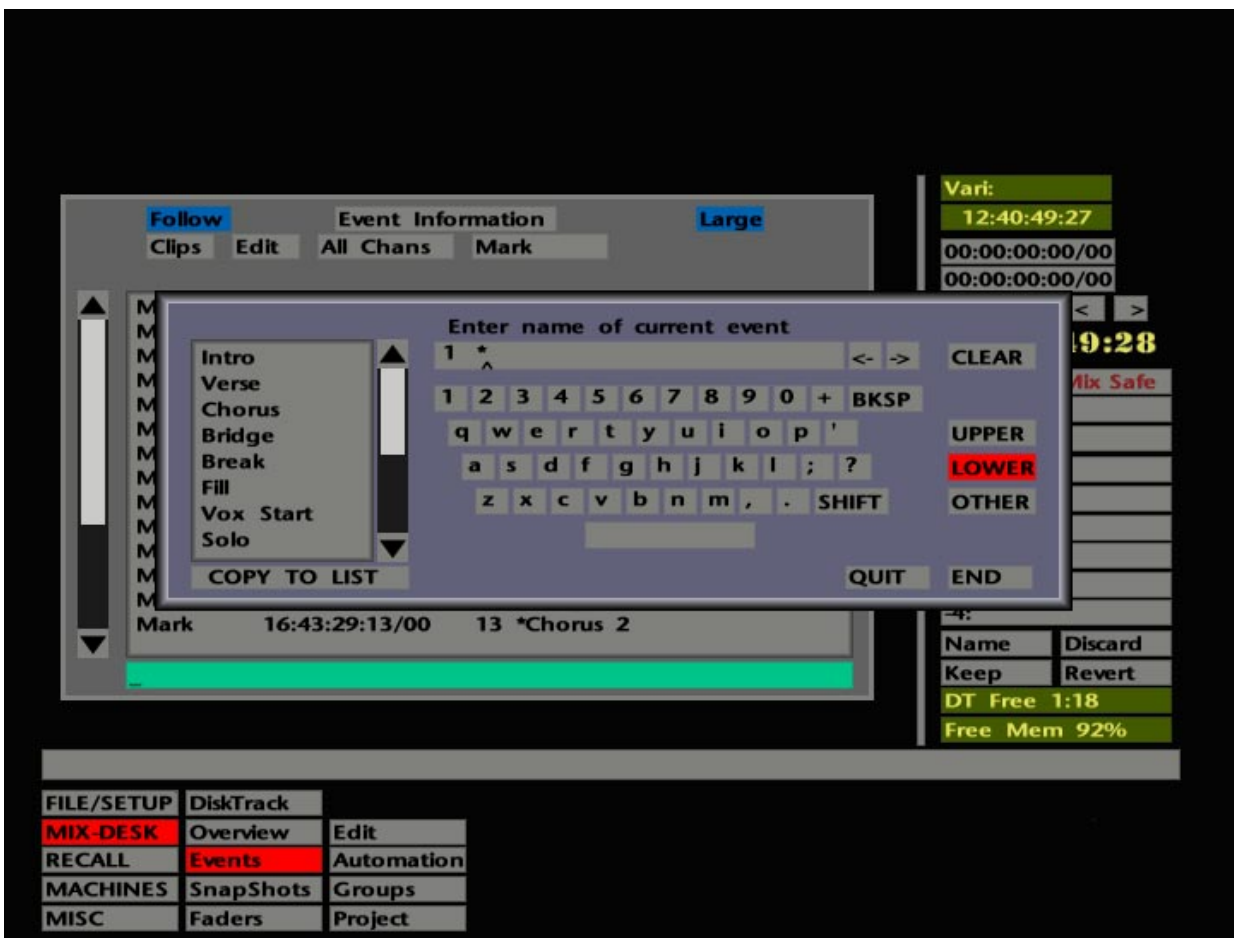 Vari:
12:40:49:27
Follow Event Information Large
Clips Edit All Chans Mark
00:00:00:00/00
00:00:00:00/00
< >
9:28
Mix Safe
M
M
M
M
M
M
M
M
M
M
M
M
M
Enter name of current event
1 *
^
<- -> CLEAR
Intro
Verse
Chorus
Bridge
Break
Fill
Vox Start
Solo
COPY TO LIST
1 2 3 4 5 6 7 8 9 0 + BKSP
q w e r t y u i o p ' UPPER
a s d f g h j k l ; ? LOWER
z x c v b n m , . SHIFT OTHER
QUIT END
Mark 16:43:29:13/00 13 *Chorus 2
_
-4:
Name Discard
Keep Revert
DT Free 1:18
Free Mem 92%
FILE/SETUP DiskTrack
MIX-DESK Overview Edit
RECALL Events Automation
MACHINES SnapShots Groups
MISC Faders Project